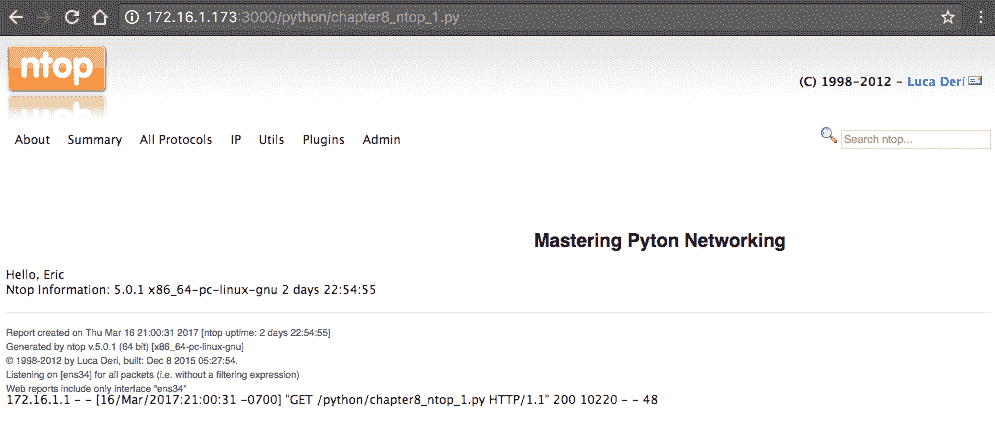 172.16.1.173:3000/python/chapter8_ntop_1.py
ntop
(C) 1998-2012 - Luca Deri
About Summary All Protocols IP Utils Plugins Admin
Search ntop...
Mastering Pyton Networking
Hello, Eric
Ntop Information: 5.0.1 x86_64-pc-linux-gnu 2 days 22:54:55
Report created on Thu Mar 16 21:00:31 2017 [ntop uptime: 2 days 22:54:55]
Generated by ntop v.5.0.1 (64 bit) [x86_64-pc-linux-gnu]
© 1998-2012 by Luca Deri, built: Dec 8 2015 05:27:54.
Listening on [ens34] for all packets (i.e. without a filtering expression)
Web reports include only interface "ens34"
172.16.1.1 - - [16/Mar/2017:21:00:31 -0700] "GET /python/chapter8_ntop_1.py HTTP/1.1" 200 10220 - - 48